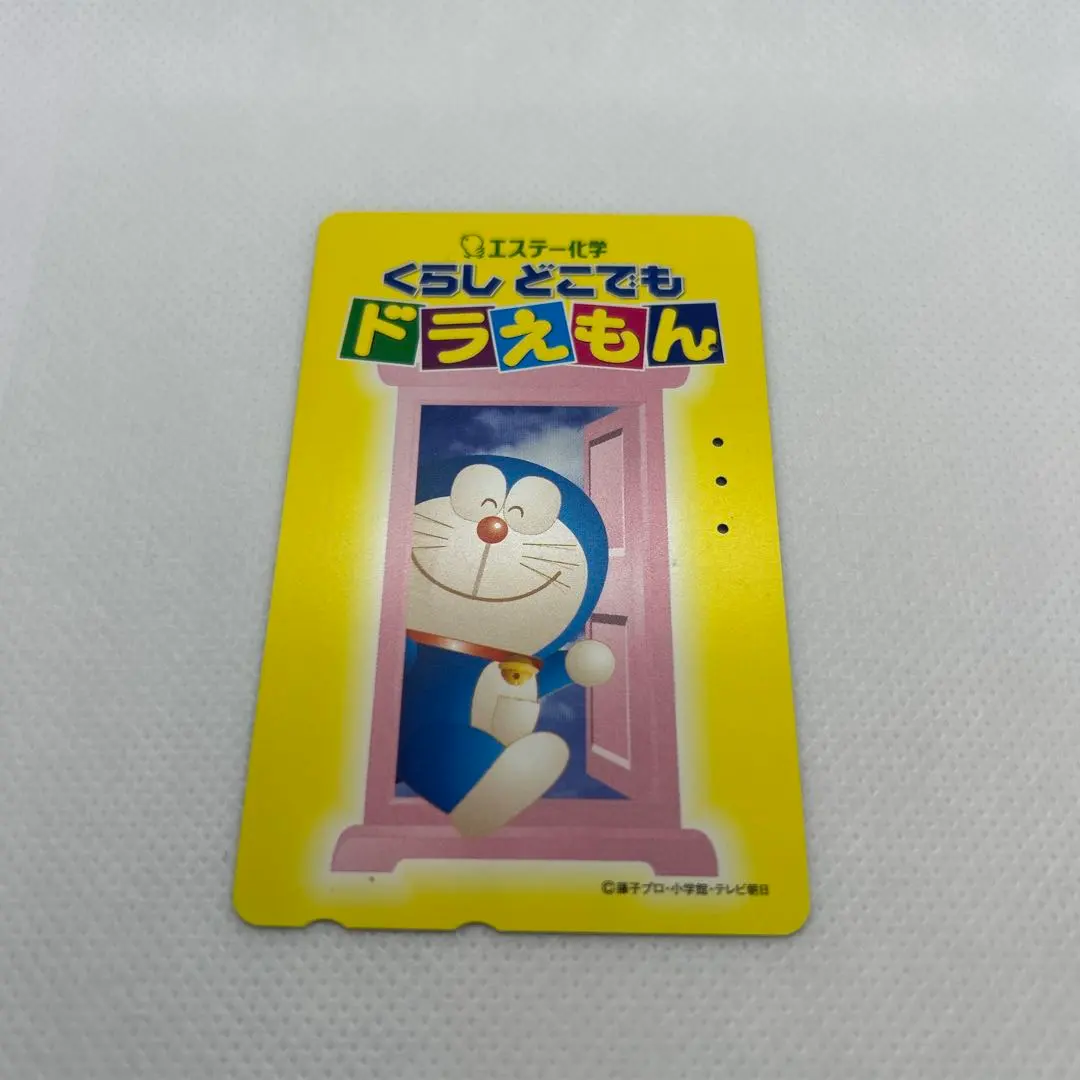 エステー化学
くらし どこでも
ドラえもん
©藤子プロ・小学館・テレビ朝日